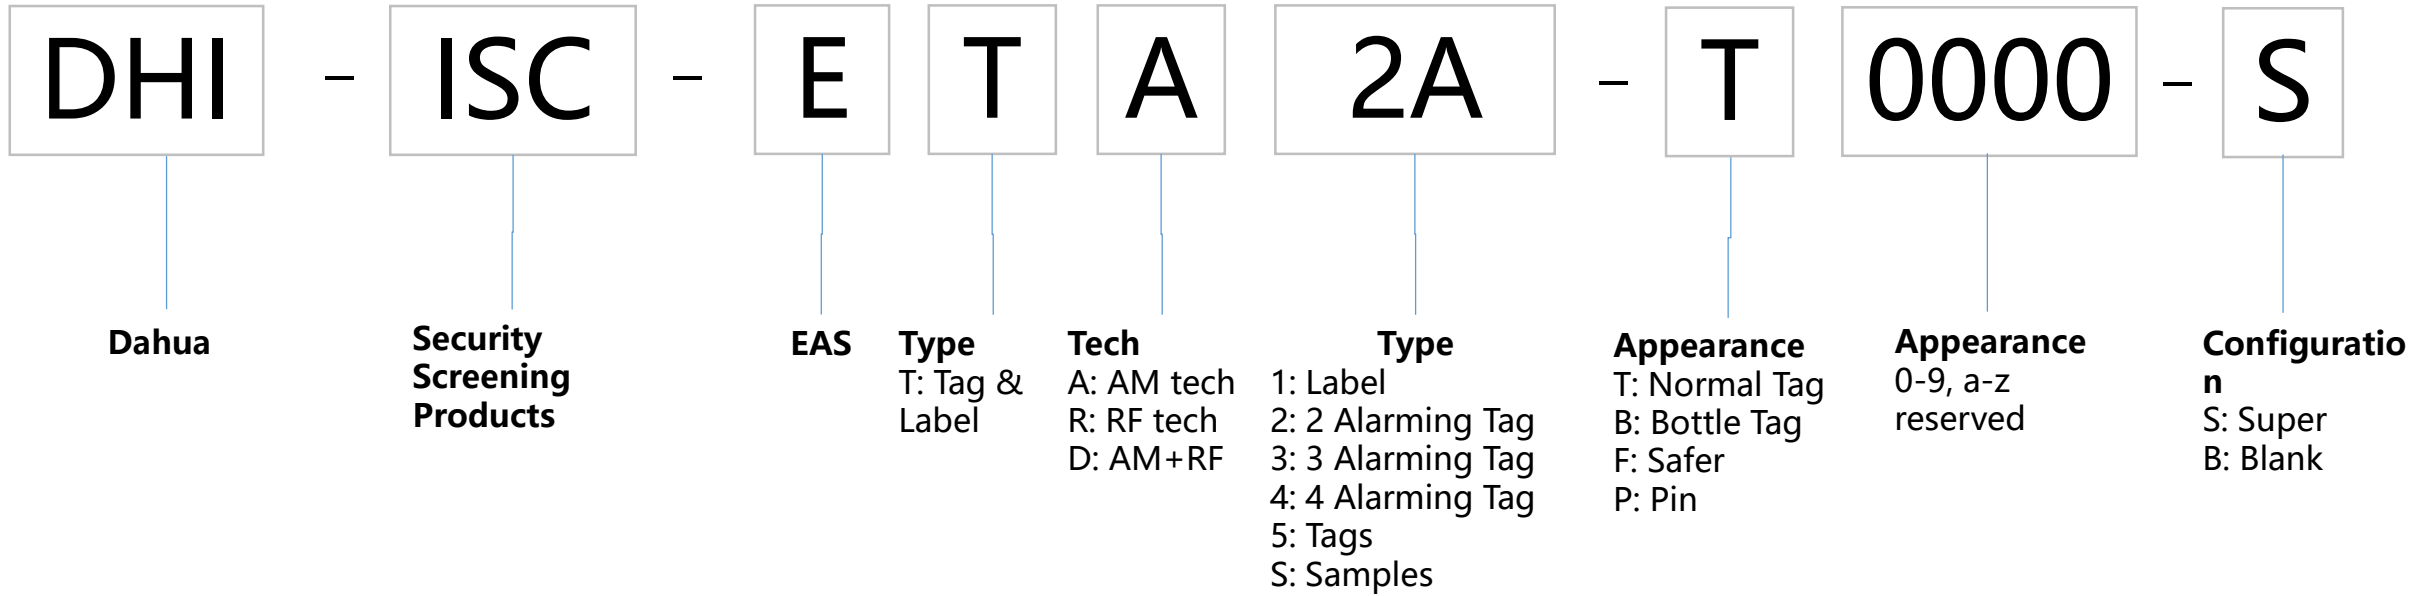 DHI – ISC – E T A 2A – T 0000 – S
Dahua
Security
Screening
Products
EAS
Type
T: Tag &
Label
Tech
A: AM tech
R: RF tech
D: AM+RF
Type
1: Label
2: 2 Alarming Tag
3: 3 Alarming Tag
4: 4 Alarming Tag
5: Tags
S: Samples
Appearance
T: Normal Tag
B: Bottle Tag
F: Safer
P: Pin
Appearance
0-9, a-z
reserved
Configuratio
n
S: Super
B: Blank